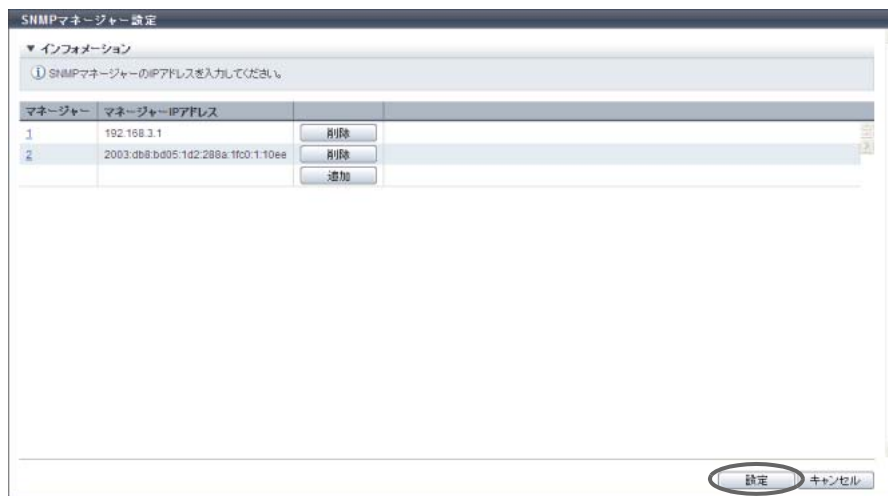 SNMPマネージャー設定
▼ インフォメーション
SNMPマネージャーのIPアドレスを入力してください。
マネージャー マネージャーIPアドレス
1 192.168.3.1 削除
2 2003:db8:bd05:1d2:288a:1fc0:1:10ee 削除
追加
設定 キャンセル